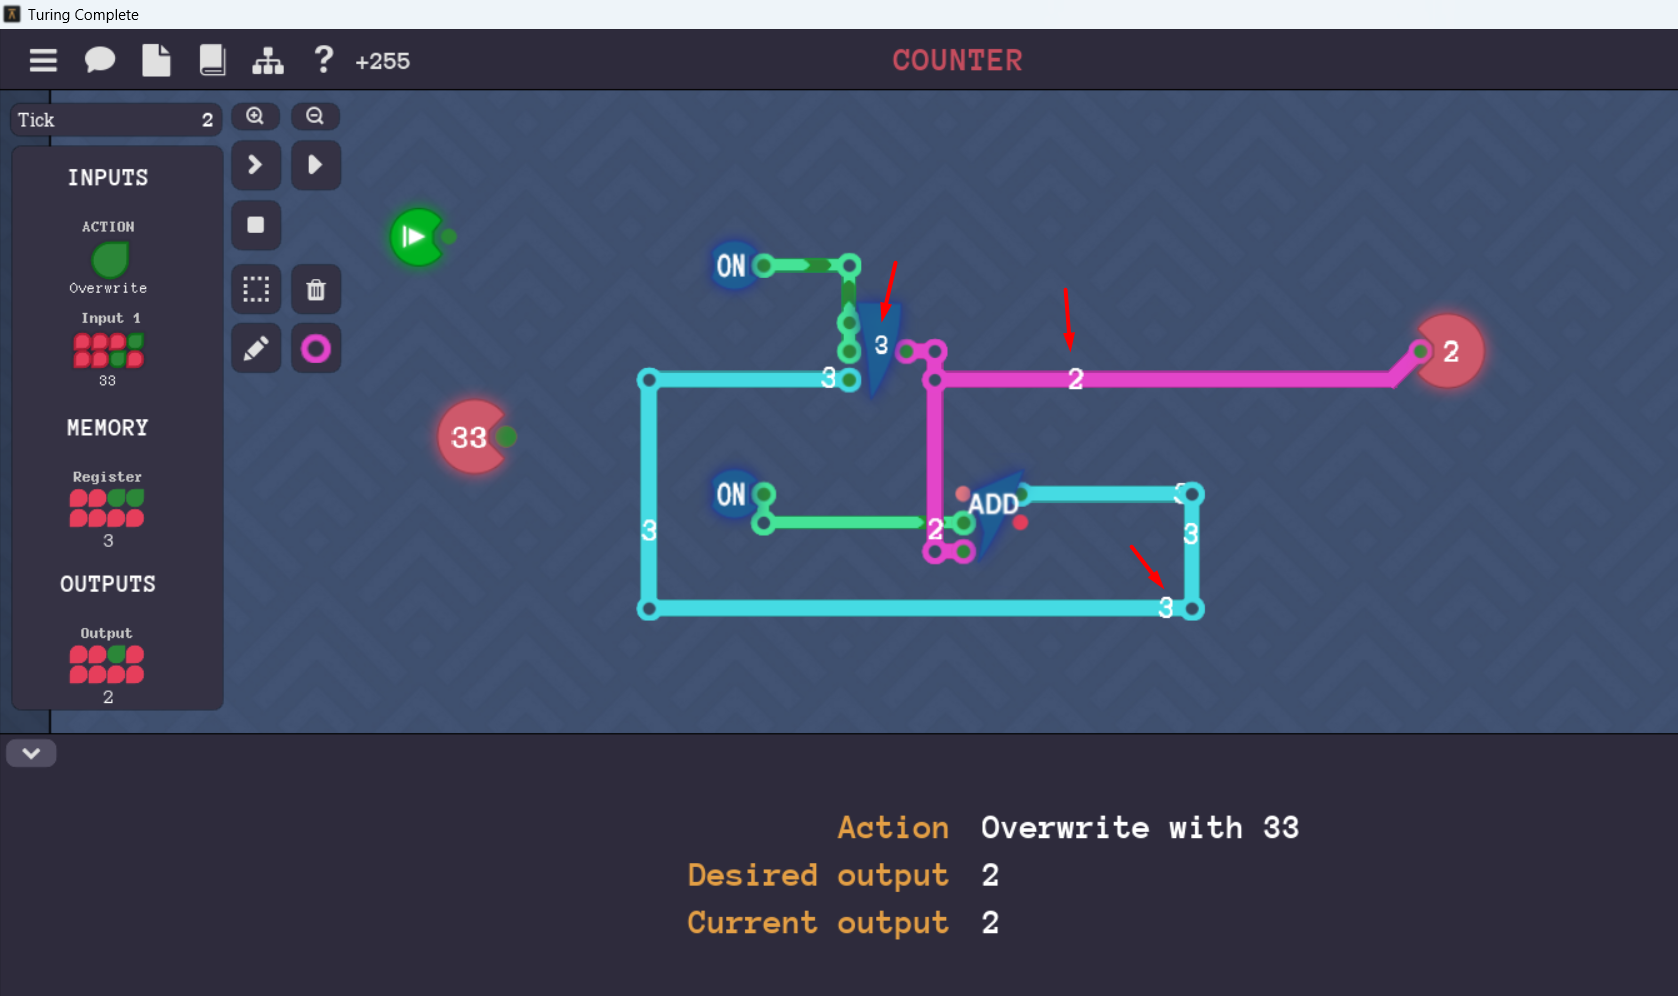 Turing Complete
? +255
COUNTER
Tick 2
INPUTS
ACTION
Overwrite
Input 1
33
MEMORY
Register
3
OUTPUTS
Output
2
ON
3
2
2
3
33
ON
ADD
3
3
2
3
3
Action Overwrite with 33
Desired output 2
Current output 2